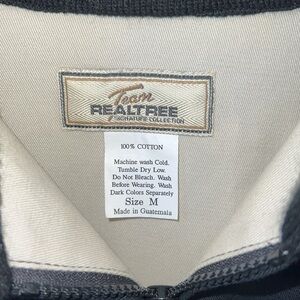 Team
REALTREE
SIGNATURE COLLECTION
100% COTTON
Machine wash Cold.
Tumble Dry Low.
Do Not Bleach. Wash
Before Wearing. Wash
Dark Colors Separately
Size M
Made in Guatemala